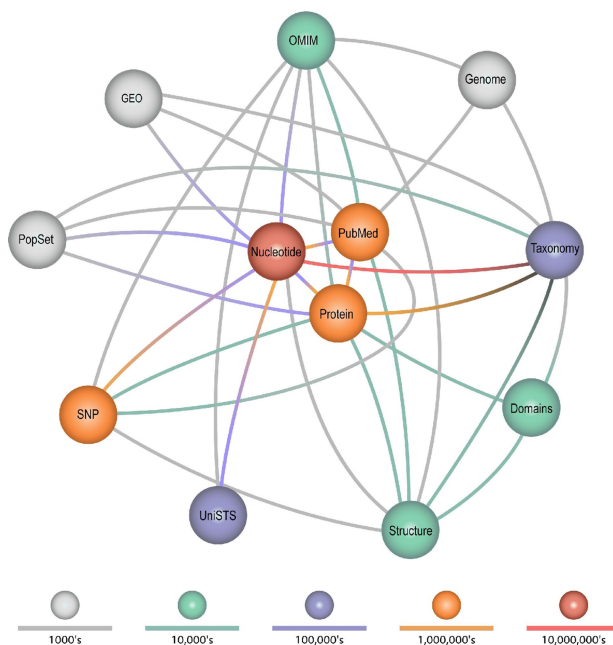 OMIM
Genome
GEO
PopSet
PubMed
Nucleotide
Taxonomy
Protein
SNP
Domains
UniSTS
Structure
1000's
10,000's
100,000's
1,000,000's
10,000,000's